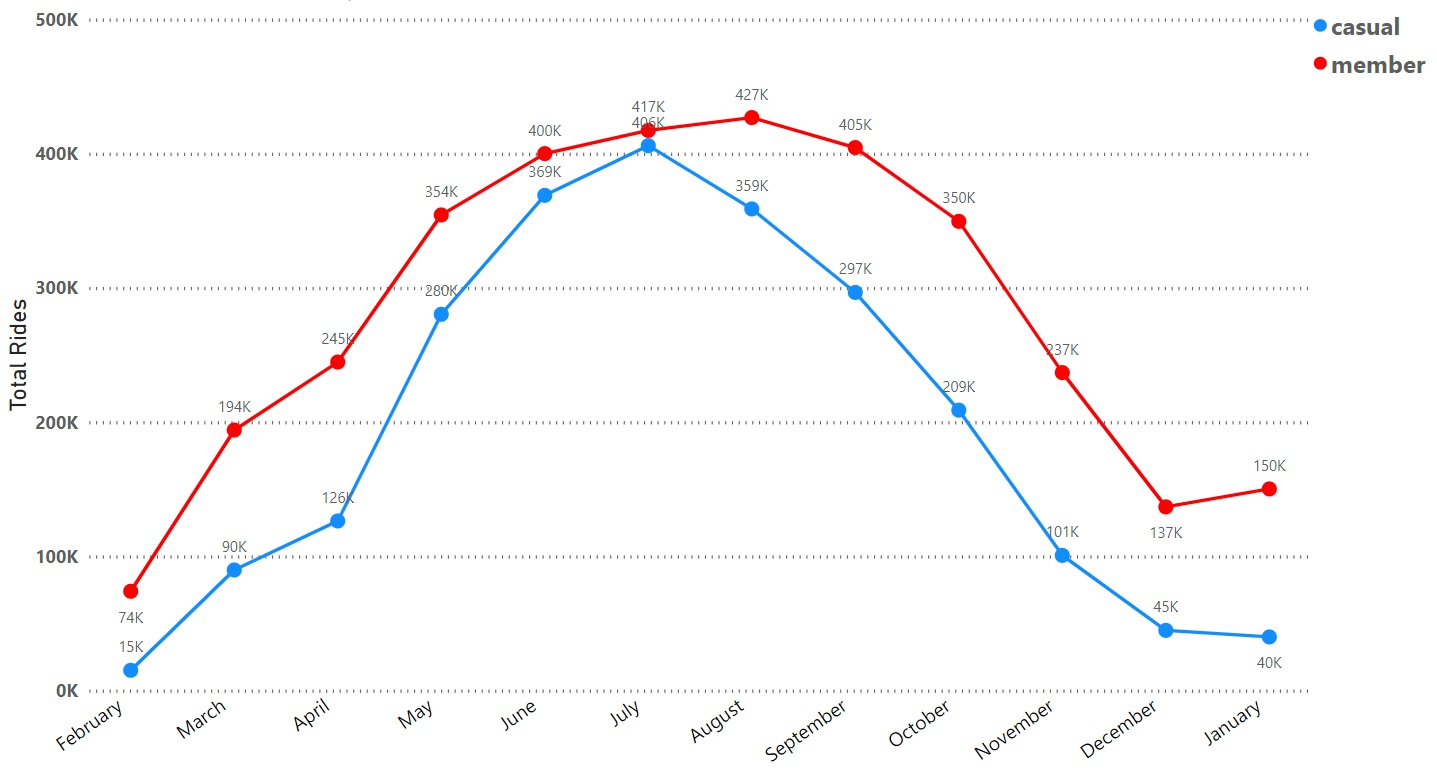 500K
casual
member
427K
417K
406K
400K
405K
400K
369K
354K
359K
350K
300K
280K
297K
245K
237K
209K
200K
194K
Total Rides
150K
126K
137K
100K
90K
101K
74K
45K
15K
40K
0K
February
March
April
May
June
July
August
September
October
November
December
January